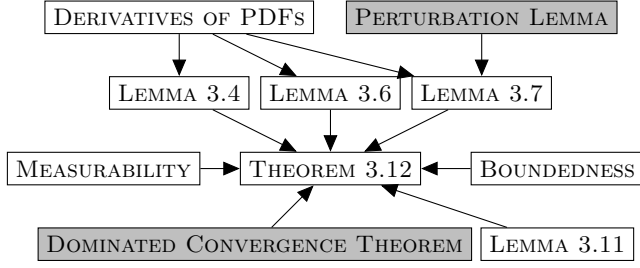 DERIVATIVES OF PDFS
PERTURBATION LEMMA
LEMMA 3.4
LEMMA 3.6
LEMMA 3.7
MEASURABILITY
THEOREM 3.12
BOUNDEDNESS
DOMINATED CONVERGENCE THEOREM
LEMMA 3.11